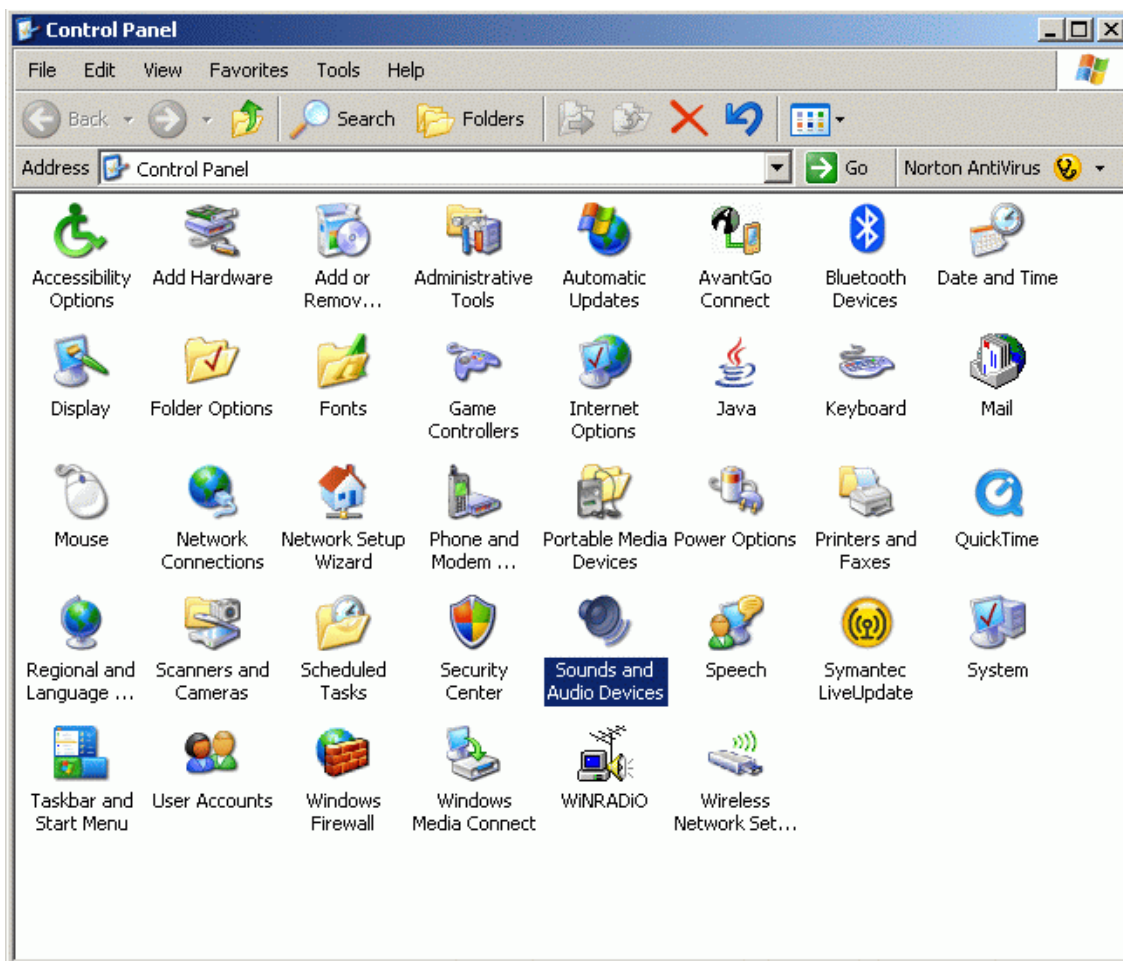 Control Panel
File Edit View Favorites Tools Help
Back Search Folders
Address Control Panel Go Norton AntiVirus
Accessibility Options
Add Hardware
Add or Remov...
Administrative Tools
Automatic Updates
AvantGo Connect
Bluetooth Devices
Date and Time
Display
Folder Options
Fonts
Game Controllers
Internet Options
Java
Keyboard
Mail
Mouse
Network Connections
Network Setup Wizard
Phone and Modem ...
Portable Media Devices
Power Options
Printers and Faxes
QuickTime
Regional and Language ...
Scanners and Cameras
Scheduled Tasks
Security Center
Sounds and Audio Devices
Speech
Symantec LiveUpdate
System
Taskbar and Start Menu
User Accounts
Windows Firewall
Windows Media Connect
WiNRADiO
Wireless Network Set...